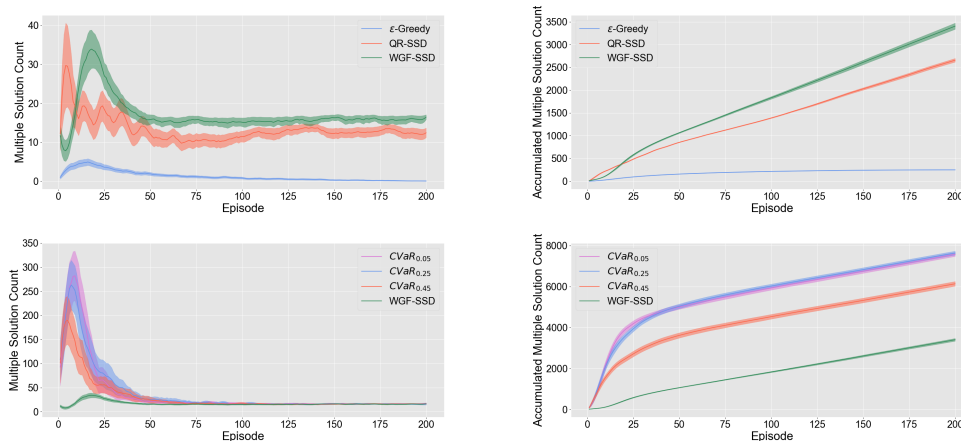 Multiple Solution Count
40
30
20
10
0
0
25
50
75
100
125
150
175
200
Episode
ε-Greedy
QR-SSD
WGF-SSD
Accumulated Multiple Solution Count
3500
3000
2500
2000
1500
1000
500
0
0
25
50
75
100
125
150
175
200
Episode
ε-Greedy
QR-SSD
WGF-SSD
Multiple Solution Count
350
300
250
200
150
100
50
0
0
25
50
75
100
125
150
175
200
Episode
CVaR0.05
CVaR0.25
CVaR0.45
WGF-SSD
Accumulated Multiple Solution Count
8000
6000
4000
2000
0
0
25
50
75
100
125
150
175
200
Episode
CVaR0.05
CVaR0.25
CVaR0.45
WGF-SSD